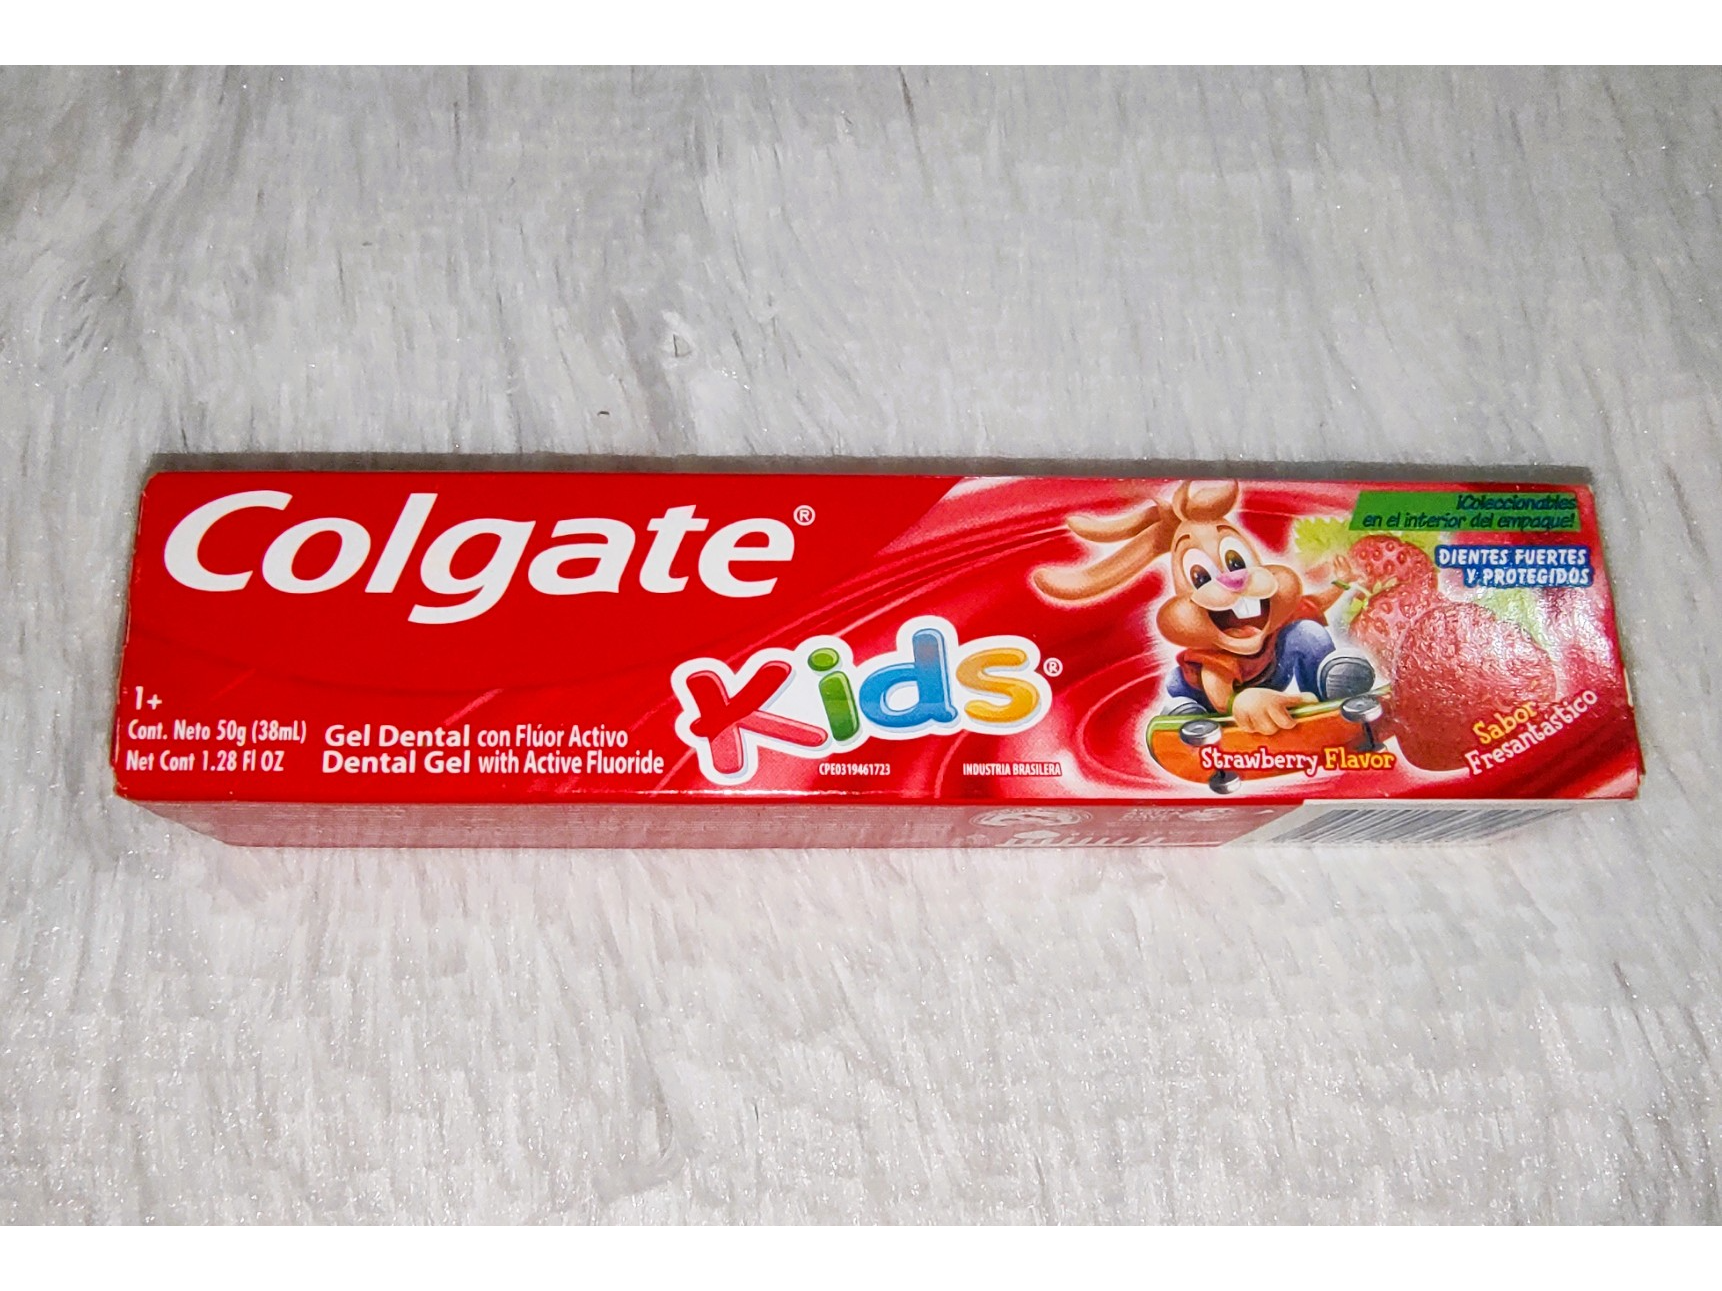 Colgate®
Kids®
¡Coleccionables
en el interior del empaque!
DIENTES FUERTES
Y PROTEGIDOS
1+
Cont. Neto 50g (38mL)
Net Cont 1.28 Fl OZ
Gel Dental con Flúor Activo
Dental Gel with Active Fluoride
CPE0319461723
INDUSTRIA BRASILERA
Strawberry Flavor
Sabor
Fresantástico